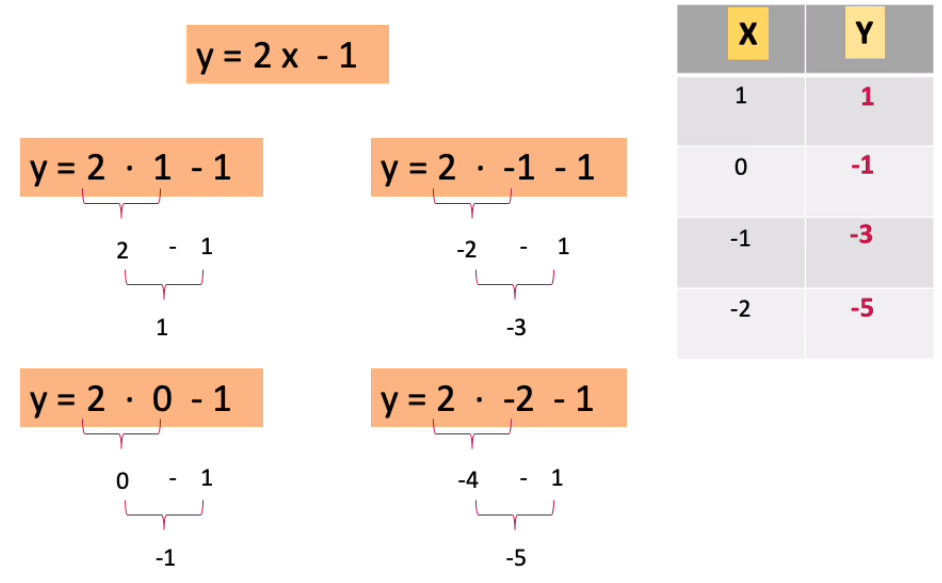 y = 2 x - 1
y = 2 · 1 - 1
2 - 1
1
y = 2 · -1 - 1
-2 - 1
-3
y = 2 · 0 - 1
0 - 1
-1
y = 2 · -2 - 1
-4 - 1
-5
X Y
1 1
0 -1
-1 -3
-2 -5